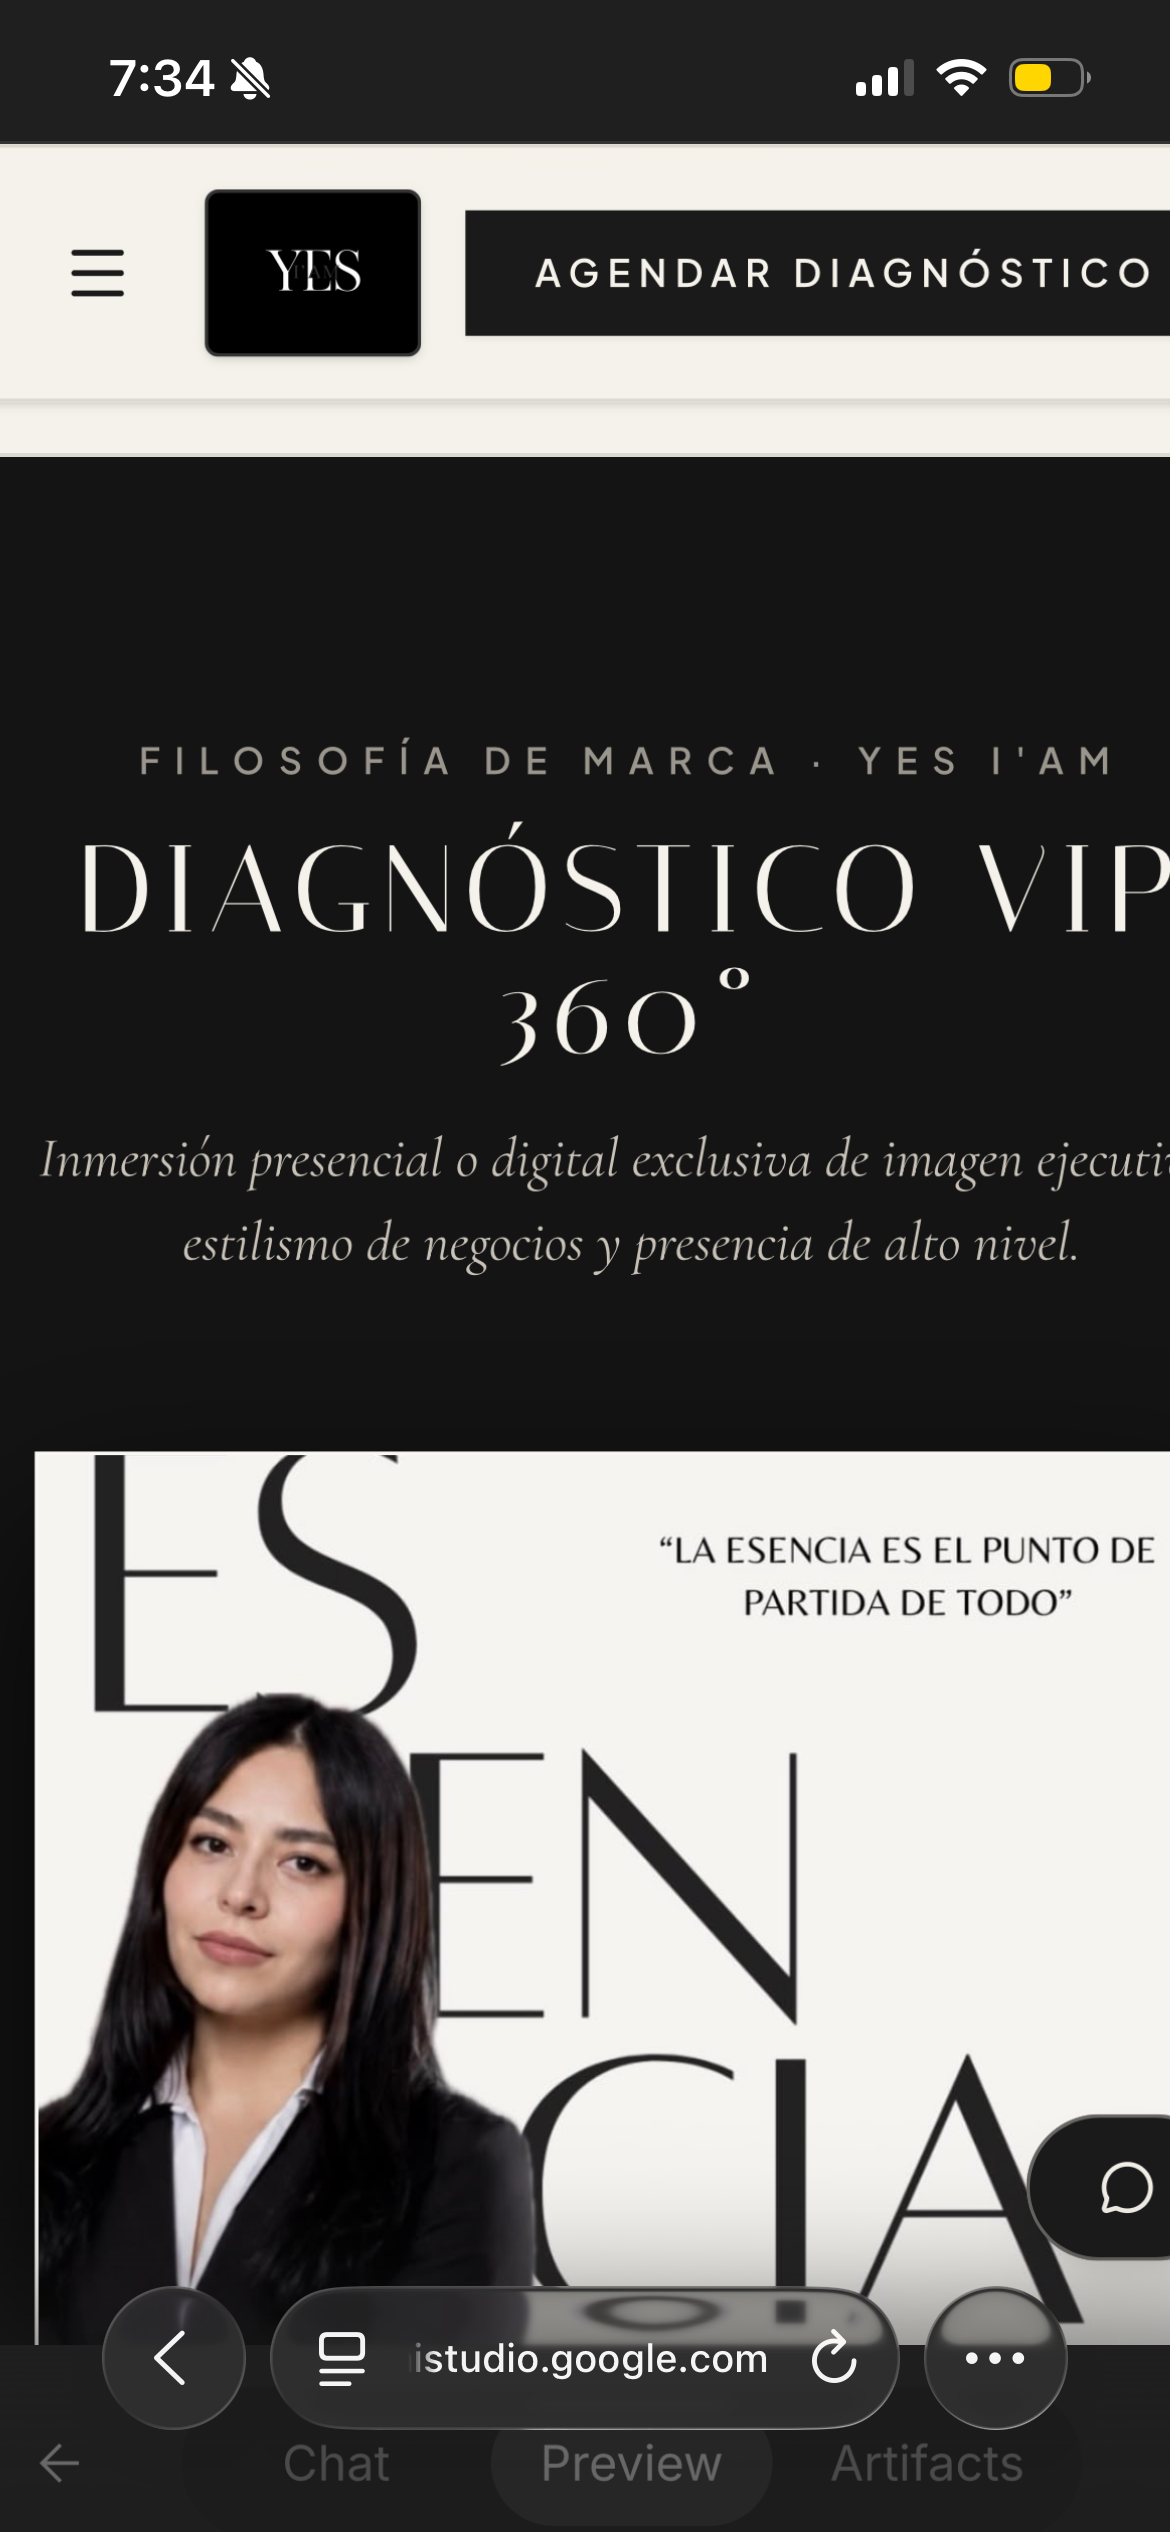 7:34
YES
I'AM
AGENDAR DIAGNÓSTICO
FILOSOFÍA DE MARCA · YES I'AM
DIAGNÓSTICO VIP
360°
Inmersión presencial o digital exclusiva de imagen
estilismo de negocios y presencia de alto nivel.
ES
“LA ESENCIA ES EL PUNTO DE
PARTIDA DE TODO”
EN
CIA
istudio.google.com
Chat
Preview
Artifacts